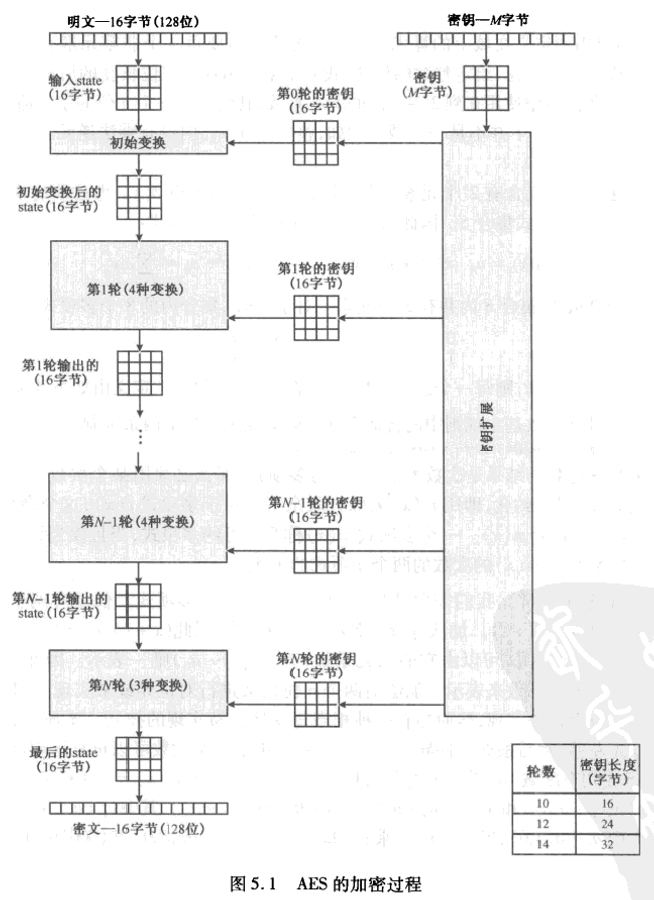 明文—16字节(128位)
密钥—M字节
输入state
(16字节)
第0轮的密钥
(16字节)
密钥
(M字节)
初始变换
初始变换后的
state(16字节)
第1轮(4种变换)
第1轮的密钥
(16字节)
第1轮输出的
(16字节)
⋮
钥扩展
第N-1轮(4种变换)
第N-1轮的密钥
(16字节)
第N-1轮输出的
state(16字节)
第N轮(3种变换)
第N轮的密钥
(16字节)
最后的state
(16字节)
密文—16字节(128位)
轮数 密钥长度
(字节)
10 16
12 24
14 32
图5.1 AES的加密过程